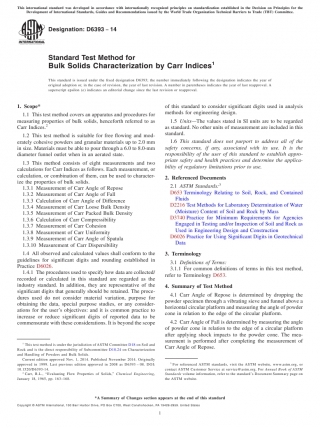 This international standard was developed in accordance with internationally recognized principles on standardization established in the Decision on Principles for the
Development of International Standards, Guides and Recommendations issued by the World Trade Organization Technical Barriers to Trade (TBT) Committee.
Designation: D6393 − 14
INTERNATIONAL
Standard Test Method for
Bulk Solids Characterization by Carr Indices¹
This standard is issued under the fixed designation D6393; the number immediately following the designation indicates the year of
original adoption or, in the case of revision, the year of last revision. A number in parentheses indicates the year of last reapproval. A
superscript epsilon (ε) indicates an editorial change since the last revision or reapproval.
1. Scope*
1.1 This test method covers an apparatus and procedures for
measuring properties of bulk solids, henceforth referred to as
Carr Indices.²
1.2 This test method is suitable for free flowing and mod-
erately cohesive powders and granular materials up to 2.0 mm
in size. Materials must be able to pour through a 6.0 to 8.0-mm
diameter funnel outlet when in an aerated state.
1.3 This method consists of eight measurements and two
calculations for Carr Indices as follows. Each measurement, or
calculation, or combination of them, can be used to character-
ize the properties of bulk solids.
1.3.1 Measurement of Carr Angle of Repose
1.3.2 Measurement of Carr Angle of Fall
1.3.3 Calculation of Carr Angle of Difference
1.3.4 Measurement of Carr Loose Bulk Density
1.3.5 Measurement of Carr Packed Bulk Density
1.3.6 Calculation of Carr Compressibility
1.3.7 Measurement of Carr Cohesion
1.3.8 Measurement of Carr Uniformity
1.3.9 Measurement of Carr Angle of Spatula
1.3.10 Measurement of Carr Dispersibility
1.4 All observed and calculated values shall conform to the
guidelines for significant digits and rounding established in
Practice D6026.
1.4.1 The procedures used to specify how data are collected/
recorded or calculated in this standard are regarded as the
industry standard. In addition, they are representative of the
significant digits that generally should be retained. The proce-
dures used do not consider material variation, purpose for
obtaining the data, special purpose studies, or any consider-
ations for the user's objectives: and it is common practice to
increase or reduce significant digits of reported data to be
commensurate with these considerations. It is beyond the scope
¹ This test method is under the jurisdiction of ASTM Committee D18 on Soil and
Rock and is the direct responsibility of Subcommittee D18.24 on Characterization
and Handling of Powders and Bulk Solids.
Current edition approved Nov. 1, 2014. Published November 2014. Originally
approved in 1999. Last previous edition approved in 2008 as D6393 – 08. DOI:
10.1520/D6393-14.
² Carr, R.L., "Evaluating Flow Properties of Solids," Chemical Engineering,
January 18, 1965, pp. 163–168.
of this standard to consider significant digits used in analysis
methods for engineering design.
1.5 Units—The values stated in SI units are to be regarded
as standard. No other units of measurement are included in this
standard.
1.6 This standard does not purport to address all of the
safety concerns, if any, associated with its use. It is the
responsibility of the user of this standard to establish appro-
priate safety and health practices and determine the applica-
bility of regulatory limitations prior to use.
2. Referenced Documents
2.1 ASTM Standards:³
D653 Terminology Relating to Soil, Rock, and Contained
Fluids
D2216 Test Methods for Laboratory Determination of Water
(Moisture) Content of Soil and Rock by Mass
D3740 Practice for Minimum Requirements for Agencies
Engaged in Testing and/or Inspection of Soil and Rock as
Used in Engineering Design and Construction
D6026 Practice for Using Significant Digits in Geotechnical
Data
3. Terminology
3.1 Definitions of Terms:
3.1.1 For common definitions of terms in this test method,
refer to Terminology D653.
4. Summary of Test Method
4.1 Carr Angle of Repose is determined by dropping the
powder specimen through a vibrating sieve and funnel above a
horizontal circular platform and measuring the angle of powder
cone in relation to the edge of the circular platform.
4.2 Carr Angle of Fall is determined by measuring the angle
of powder cone in relation to the edge of a circular platform
after applying shock impacts to the powder cone. The mea-
surement is performed after completing the measurement of
Carr Angle of Repose.
³ For referenced ASTM standards, visit the ASTM website, www.astm.org, or
contact ASTM Customer Service at service@astm.org. For Annual Book of ASTM
Standards volume information, refer to the standard's Document Summary page on
the ASTM website.
*A Summary of Changes section appears at the end of this standard
Copyright © ASTM International, 100 Barr Harbor Drive, PO Box C700, West Conshohocken, PA 19428-2959. United States
1